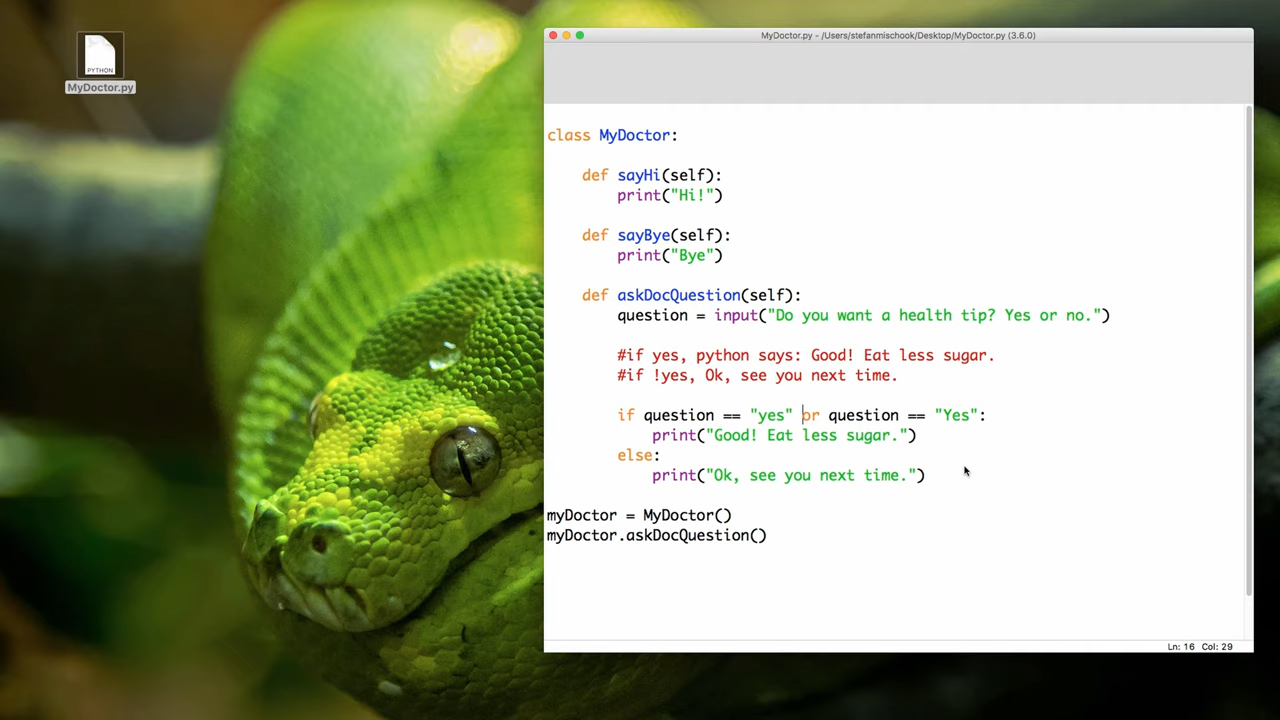 PYTHON
MyDoctor.py
MyDoctor.py - /Users/stefanmischook/Desktop/MyDoctor.py (3.6.0)
class MyDoctor:
def sayHi(self):
print("Hi!")
def sayBye(self):
print("Bye")
def askDocQuestion(self):
question = input("Do you want a health tip? Yes or no.")
#if yes, python says: Good! Eat less sugar.
#if !yes, Ok, see you next time.
if question == "yes" or question == "Yes":
print("Good! Eat less sugar.")
else:
print("Ok, see you next time.")
myDoctor = MyDoctor()
myDoctor.askDocQuestion()
Ln: 16 Col: 29